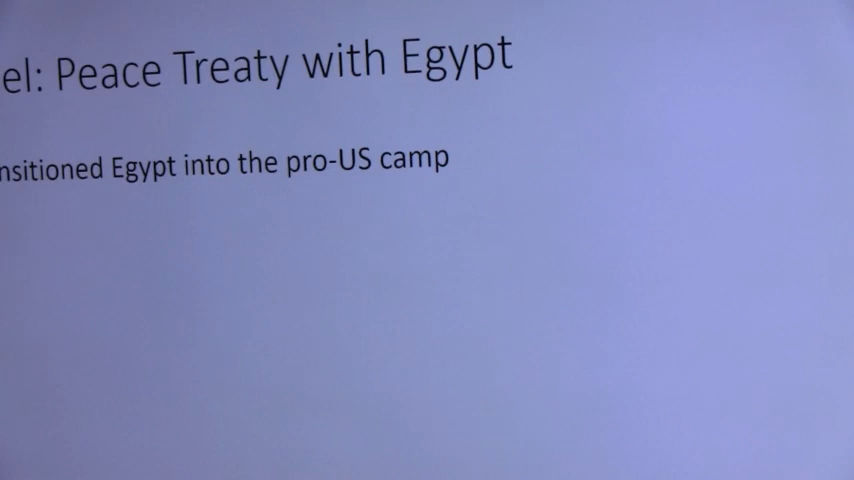 el: Peace Treaty with Egypt
nsitioned Egypt into the pro-US camp